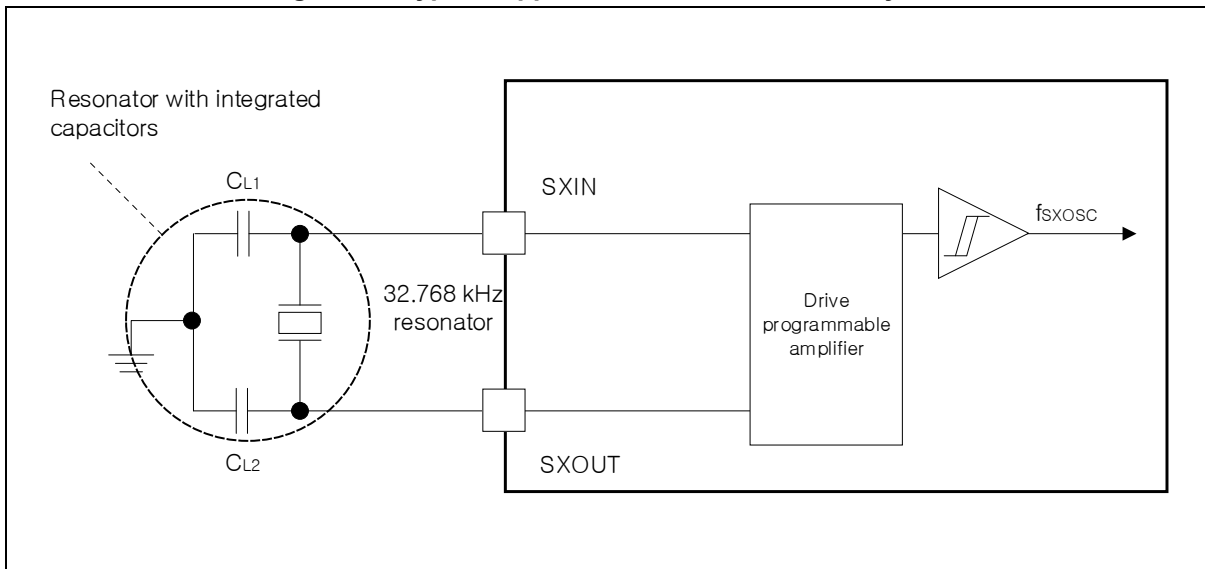 Resonator with integrated
capacitors
CL1
SXIN
fSXOSC
32.768 kHz
resonator
Drive
programmable
amplifier
CL2
SXOUT